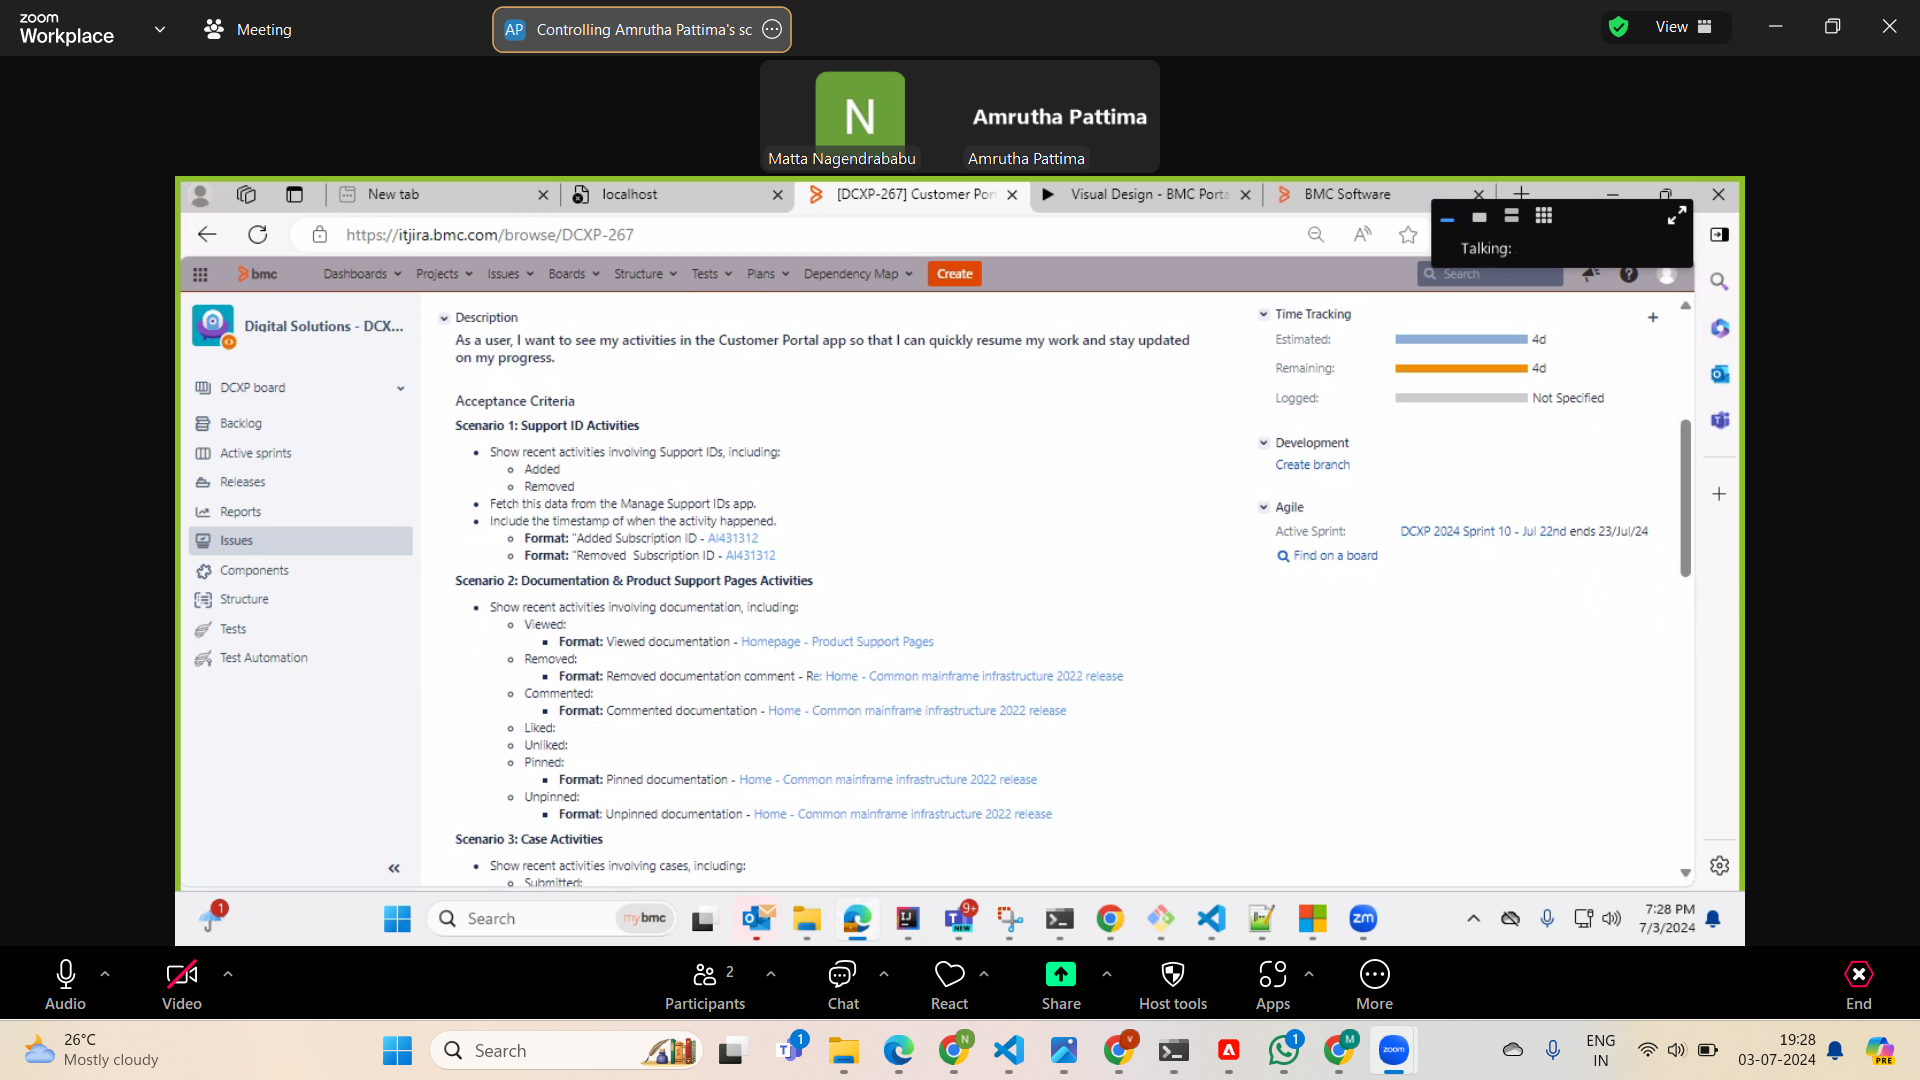 zoom
Workplace
Meeting
AP Controlling Amrutha Pattima's sc
View
N
Matta Nagendrababu
Amrutha Pattima
Amrutha Pattima
New tab
localhost
[DCXP-267] Customer Por
Visual Design - BMC Porta
BMC Software
https://itjira.bmc.com/browse/DCXP-267
Talking:
bmc
Dashboards
Projects
Issues
Boards
Structure
Tests
Plans
Dependency Map
Create
Search
Digital Solutions - DCX...
DCXP board
Backlog
Active sprints
Releases
Reports
Issues
Components
Structure
Tests
Test Automation
Description
As a user, I want to see my activities in the Customer Portal app so that I can quickly resume my work and stay updated
on my progress.
Acceptance Criteria
Scenario 1: Support ID Activities
Show recent activities involving Support IDs, including:
Added
Removed
Fetch this data from the Manage Support IDs app.
Include the timestamp of when the activity happened.
Format: "Added Subscription ID - AI431312
Format: "Removed Subscription ID - AI431312
Scenario 2: Documentation & Product Support Pages Activities
Show recent activities involving documentation, including:
Viewed:
Format: Viewed documentation - Homepage - Product Support Pages
Removed:
Format: Removed documentation comment - Re: Home - Common mainframe infrastructure 2022 release
Commented:
Format: Commented documentation - Home - Common mainframe infrastructure 2022 release
Liked:
Unliked:
Pinned:
Format: Pinned documentation - Home - Common mainframe infrastructure 2022 release
Unpinned:
Format: Unpinned documentation - Home - Common mainframe infrastructure 2022 release
Scenario 3: Case Activities
Show recent activities involving cases, including:
Submitted:
Time Tracking
Estimated: 4d
Remaining: 4d
Logged: Not Specified
Development
Create branch
Agile
Active Sprint: DCXP 2024 Sprint 10 - Jul 22nd ends 23/Jul/24
Find on a board
1
Search
my bmc
9+
NEW
zm
7:28 PM
7/3/2024
Audio
Video
Participants
2
Chat
React
Share
Host tools
Apps
More
End
26°C
Mostly cloudy
Search
1
N
V
1
M
zoom
ENG
IN
19:28
03-07-2024
PRE